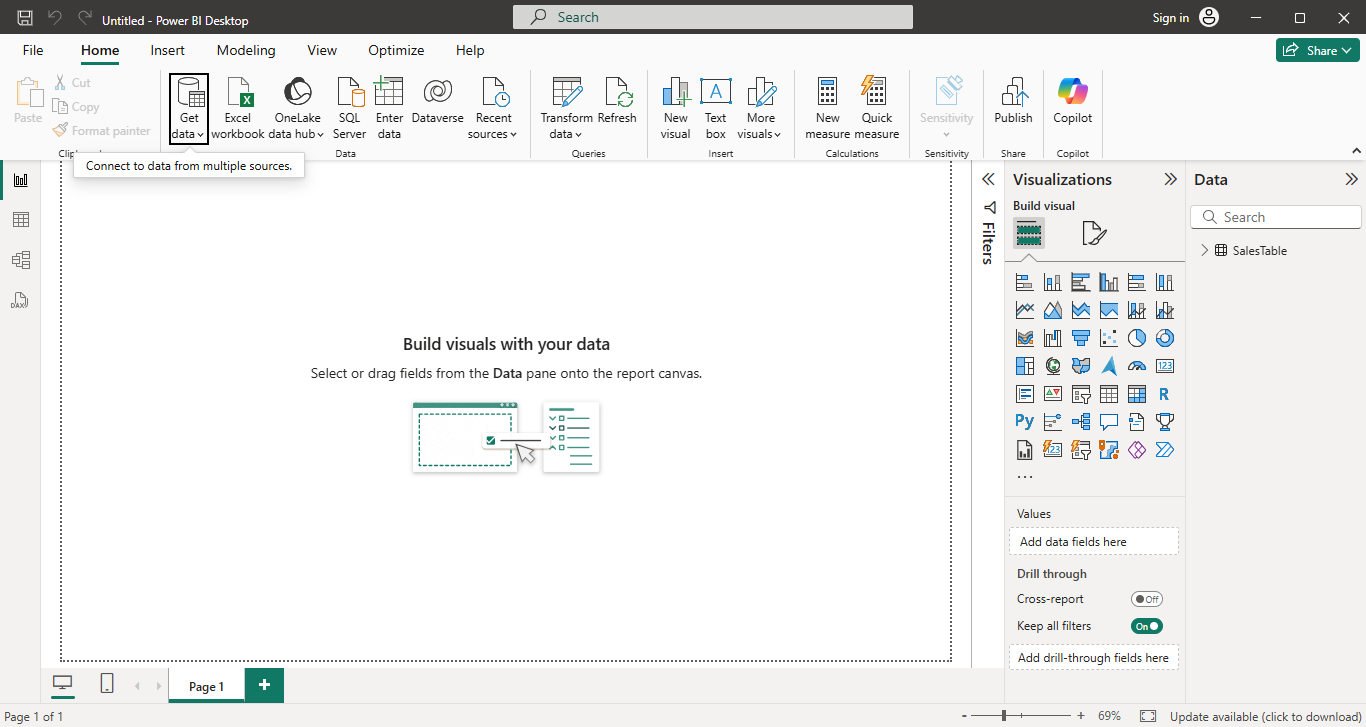 Untitled - Power BI Desktop
Search
Sign in
File
Home
Insert
Modeling
View
Optimize
Help
Share
Paste
Cut
Copy
Format painter
Get
data
Excel
workbook
OneLake
data hub
SQL
Server
Enter
data
Dataverse
Recent
sources
Data
Transform
data
Refresh
Queries
New
visual
Text
box
More
visuals
Insert
New
measure
Quick
measure
Calculations
Sensitivity
Sensitivity
Publish
Share
Copilot
Copilot
Connect to data from multiple sources.
DAX
Build visuals with your data
Select or drag fields from the Data pane onto the report canvas.
Filters
Visualizations
Build visual
123
R
Py
123
Values
Add data fields here
Drill through
Cross-report
Off
Keep all filters
On
Add drill-through fields here
Data
Search
SalesTable
Page 1
Page 1 of 1
69%
Update available (click to download)